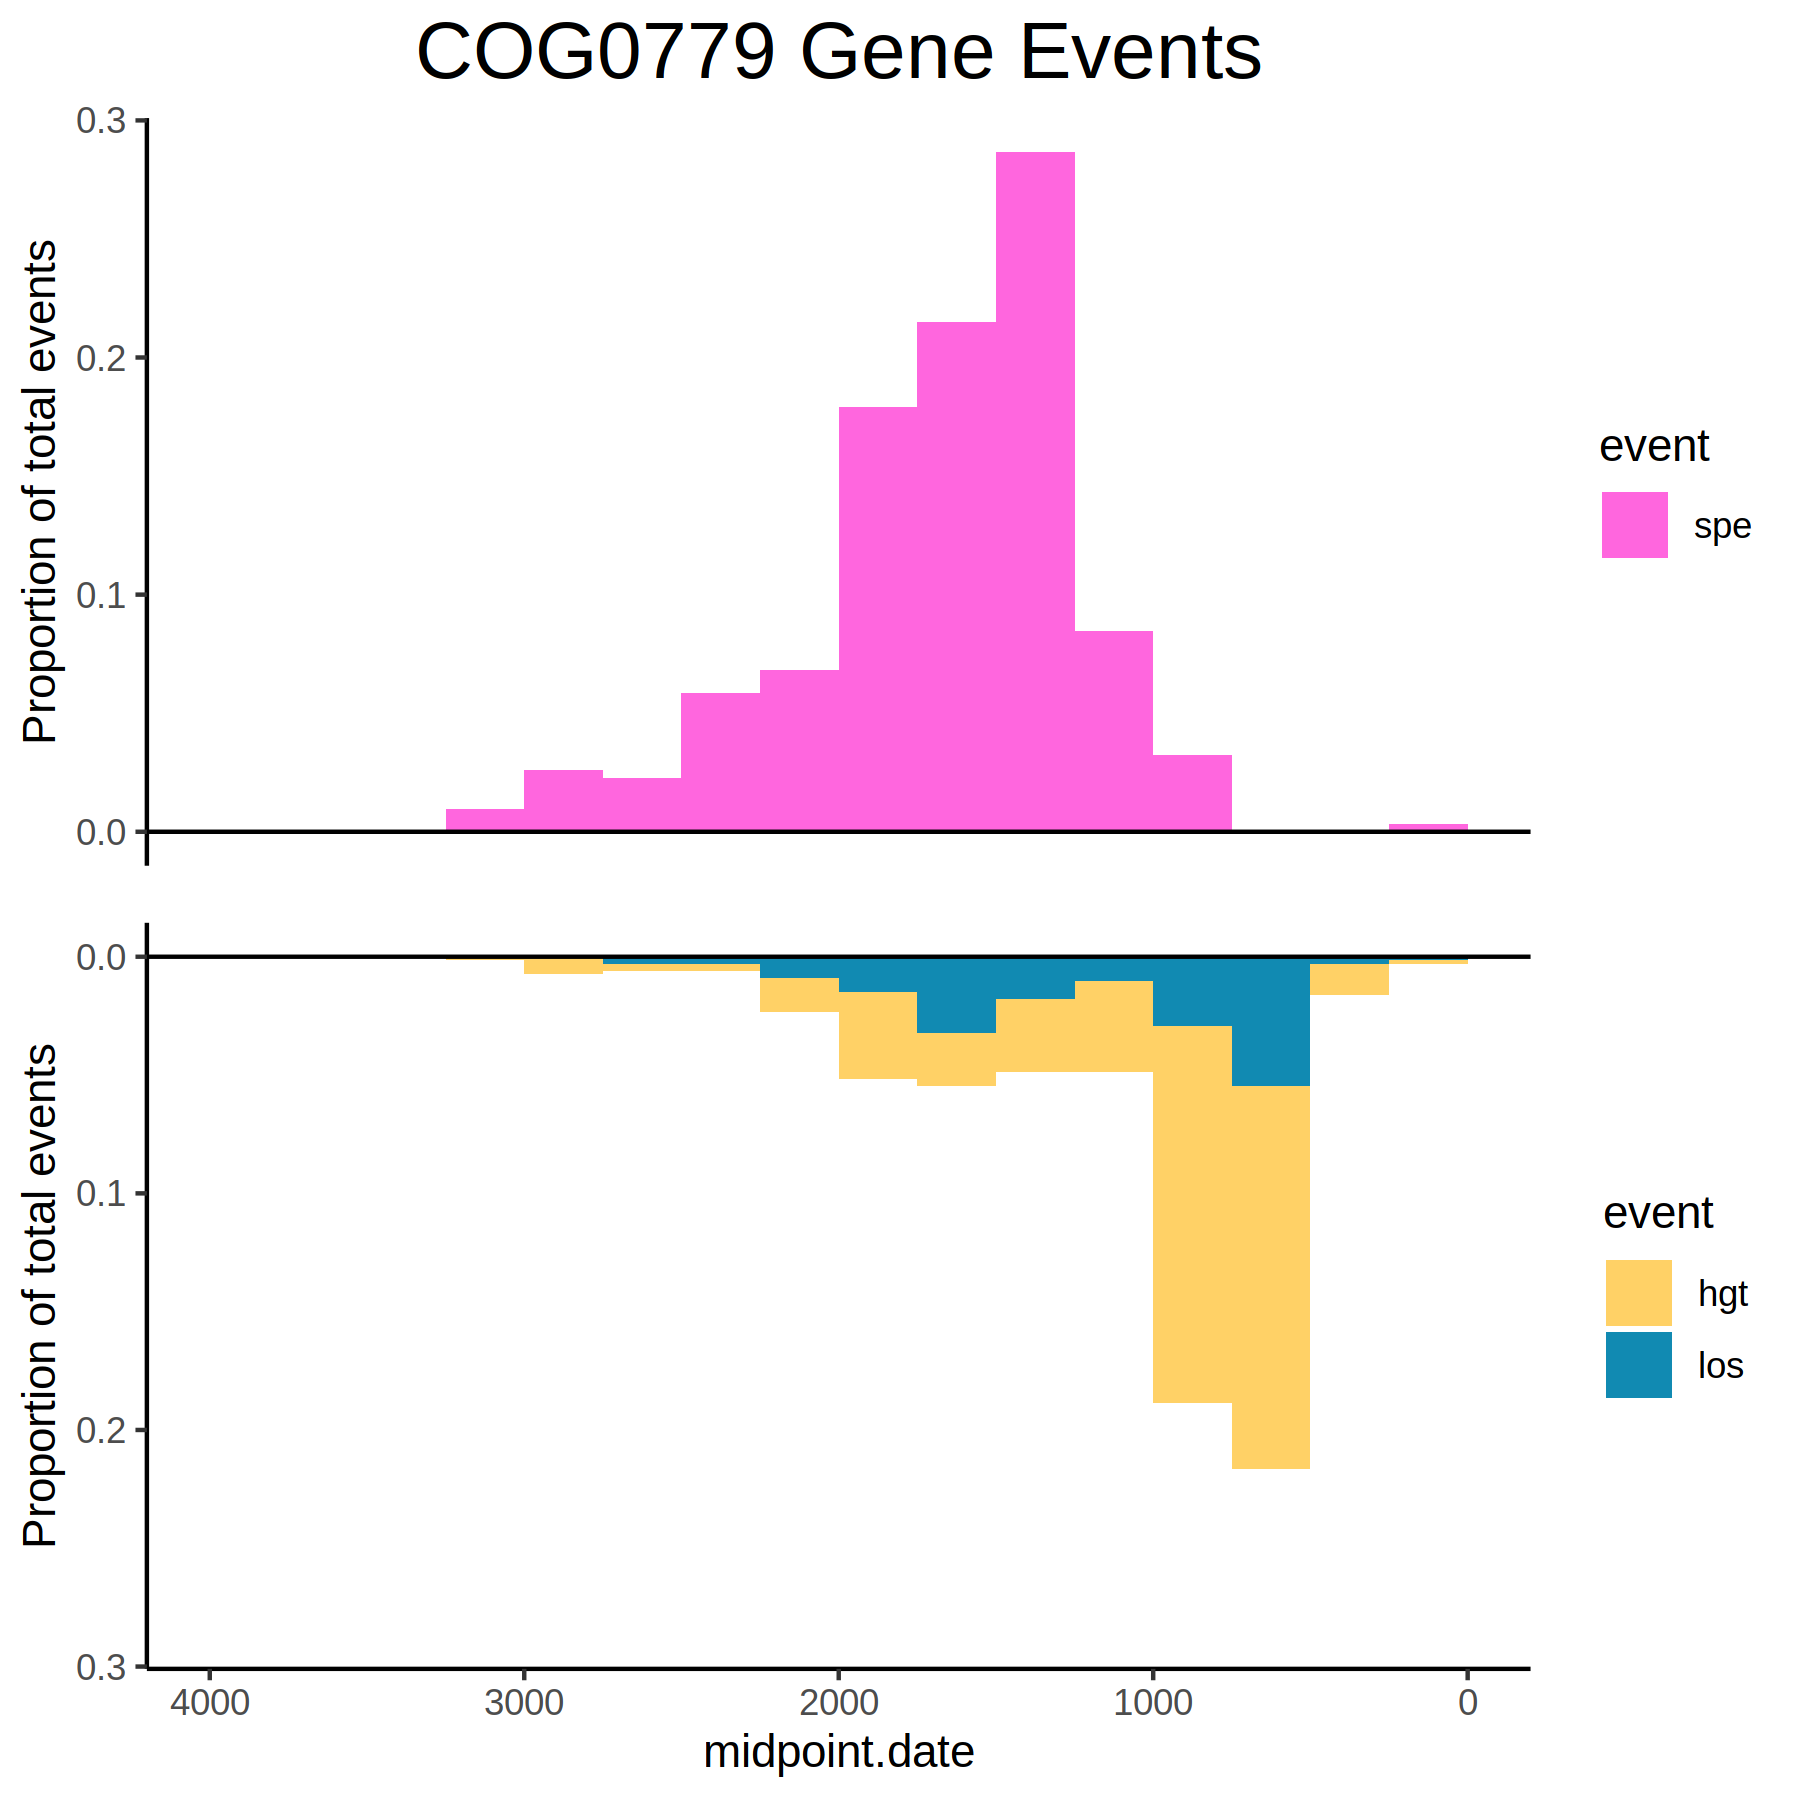 COG0779 Gene Events
Proportion of total events
0.3
0.2
0.1
0.0
event
spe
Proportion of total events
0.0
0.1
0.2
0.3
event
hgt
los
4000 3000 2000 1000 0
midpoint.date